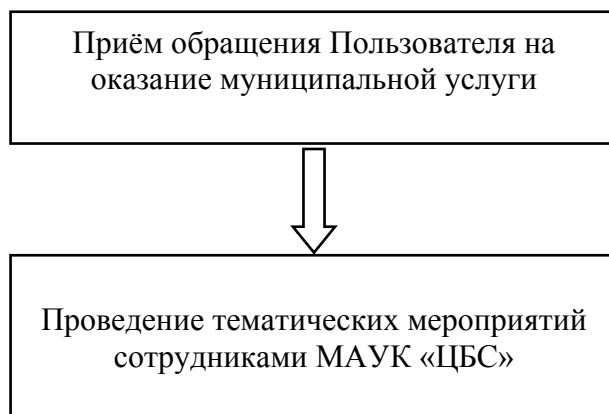 Приём обращения Пользователя на
оказание муниципальной услуги
Проведение тематических мероприятий
сотрудниками МАУК «ЦБС»